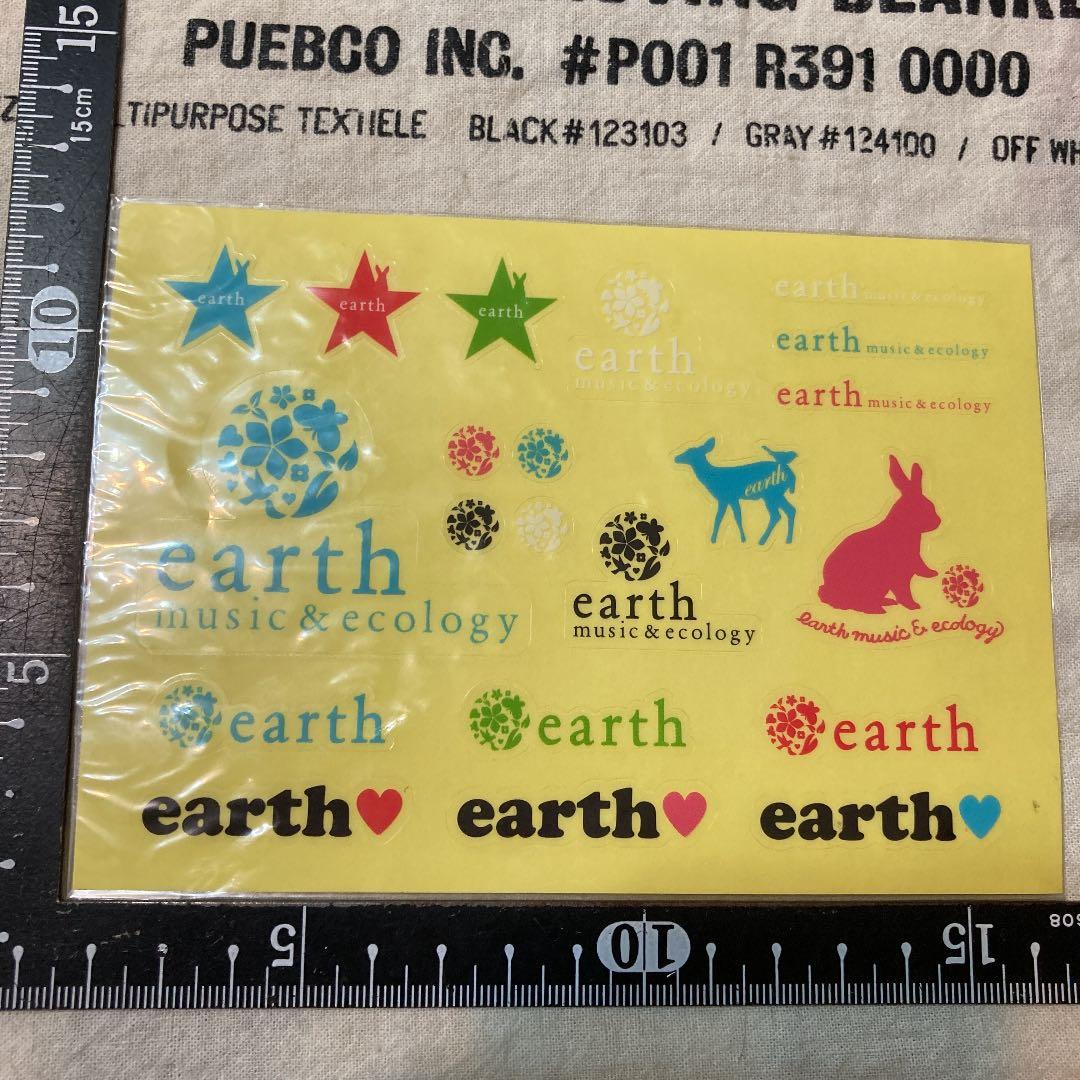 PUEBCO INC. #P001 R391 0000
TIPURPOSE TEXTIELE BLACK#123103 / GRAY#124100 / OFF WH
15
15cm
10
5
earth
earth
earth
earth
music & ecology
earth music & ecology
earth music & ecology
earth music & ecology
earth
music & ecology
earth
music & ecology
earth
earth music & ecology
earth
earth
earth
earth
earth
earth
5
10
15